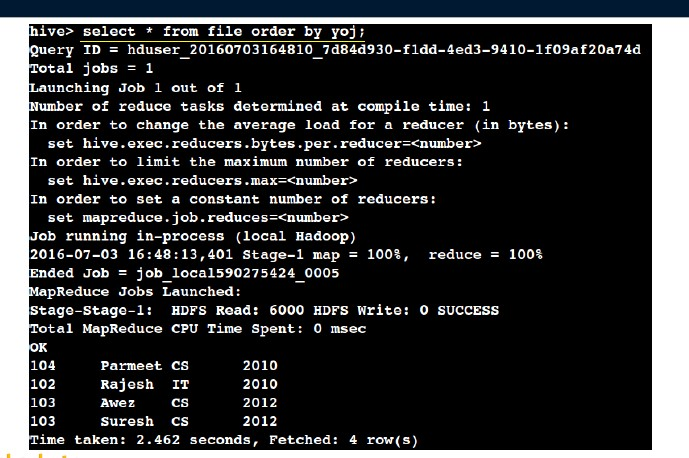 hive> select * from file order by yoj;
Query ID = hduser_20160703164810_7d84d930-f1dd-4ed3-9410-1f09af20a74d
Total jobs = 1
Launching Job 1 out of 1
Number of reduce tasks determined at compile time: 1
In order to change the average load for a reducer (in bytes):
  set hive.exec.reducers.bytes.per.reducer=<number>
In order to limit the maximum number of reducers:
  set hive.exec.reducers.max=<number>
In order to set a constant number of reducers:
  set mapreduce.job.reduces=<number>
Job running in-process (local Hadoop)
2016-07-03 16:48:13,401 Stage-1 map = 100%,  reduce = 100%
Ended Job = job_local590275424_0005
MapReduce Jobs Launched:
Stage-Stage-1:  HDFS Read: 6000 HDFS Write: 0 SUCCESS
Total MapReduce CPU Time Spent: 0 msec
OK
104     Parmeet CS      2010
102     Rajesh  IT      2010
103     Awez    CS      2012
103     Suresh  CS      2012
Time taken: 2.462 seconds, Fetched: 4 row(s)